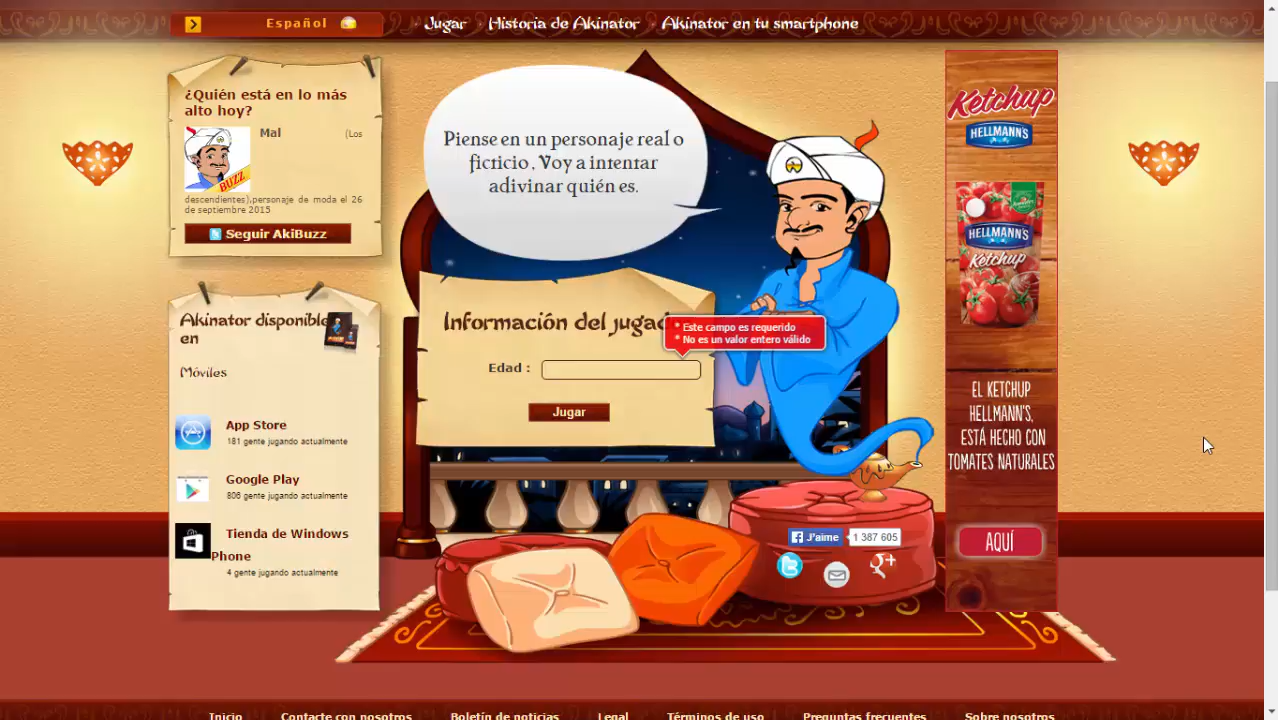 Español
Jugar
Historia de Akinator
Akinator en tu smartphone
¿Quién está en lo más
alto hoy?
Mal (Los
BUZZ
descendientes),personaje de moda el 26
de septiembre 2015
Seguir AkiBuzz
Akinator disponible
en
Móviles
App Store
181 gente jugando actualmente
Google Play
806 gente jugando actualmente
Tienda de Windows
Phone
4 gente jugando actualmente
Piense en un personaje real o
ficticio, Voy a intentar
adivinar quién es.
Información del jugad
* Este campo es requerido
* No es un valor entero válido
Edad :
Jugar
J'aime 1 387 605
Ketchup
HELLMANN'S
HELLMANN'S
Ketchup
EL KETCHUP
HELLMANN'S,
ESTÁ HECHO CON
TOMATES NATURALES
AQUÍ
Inicio
Contacte con nosotros
Boletín de noticias
Legal
Términos de uso
Preguntas frecuentes
Sobre nosotros